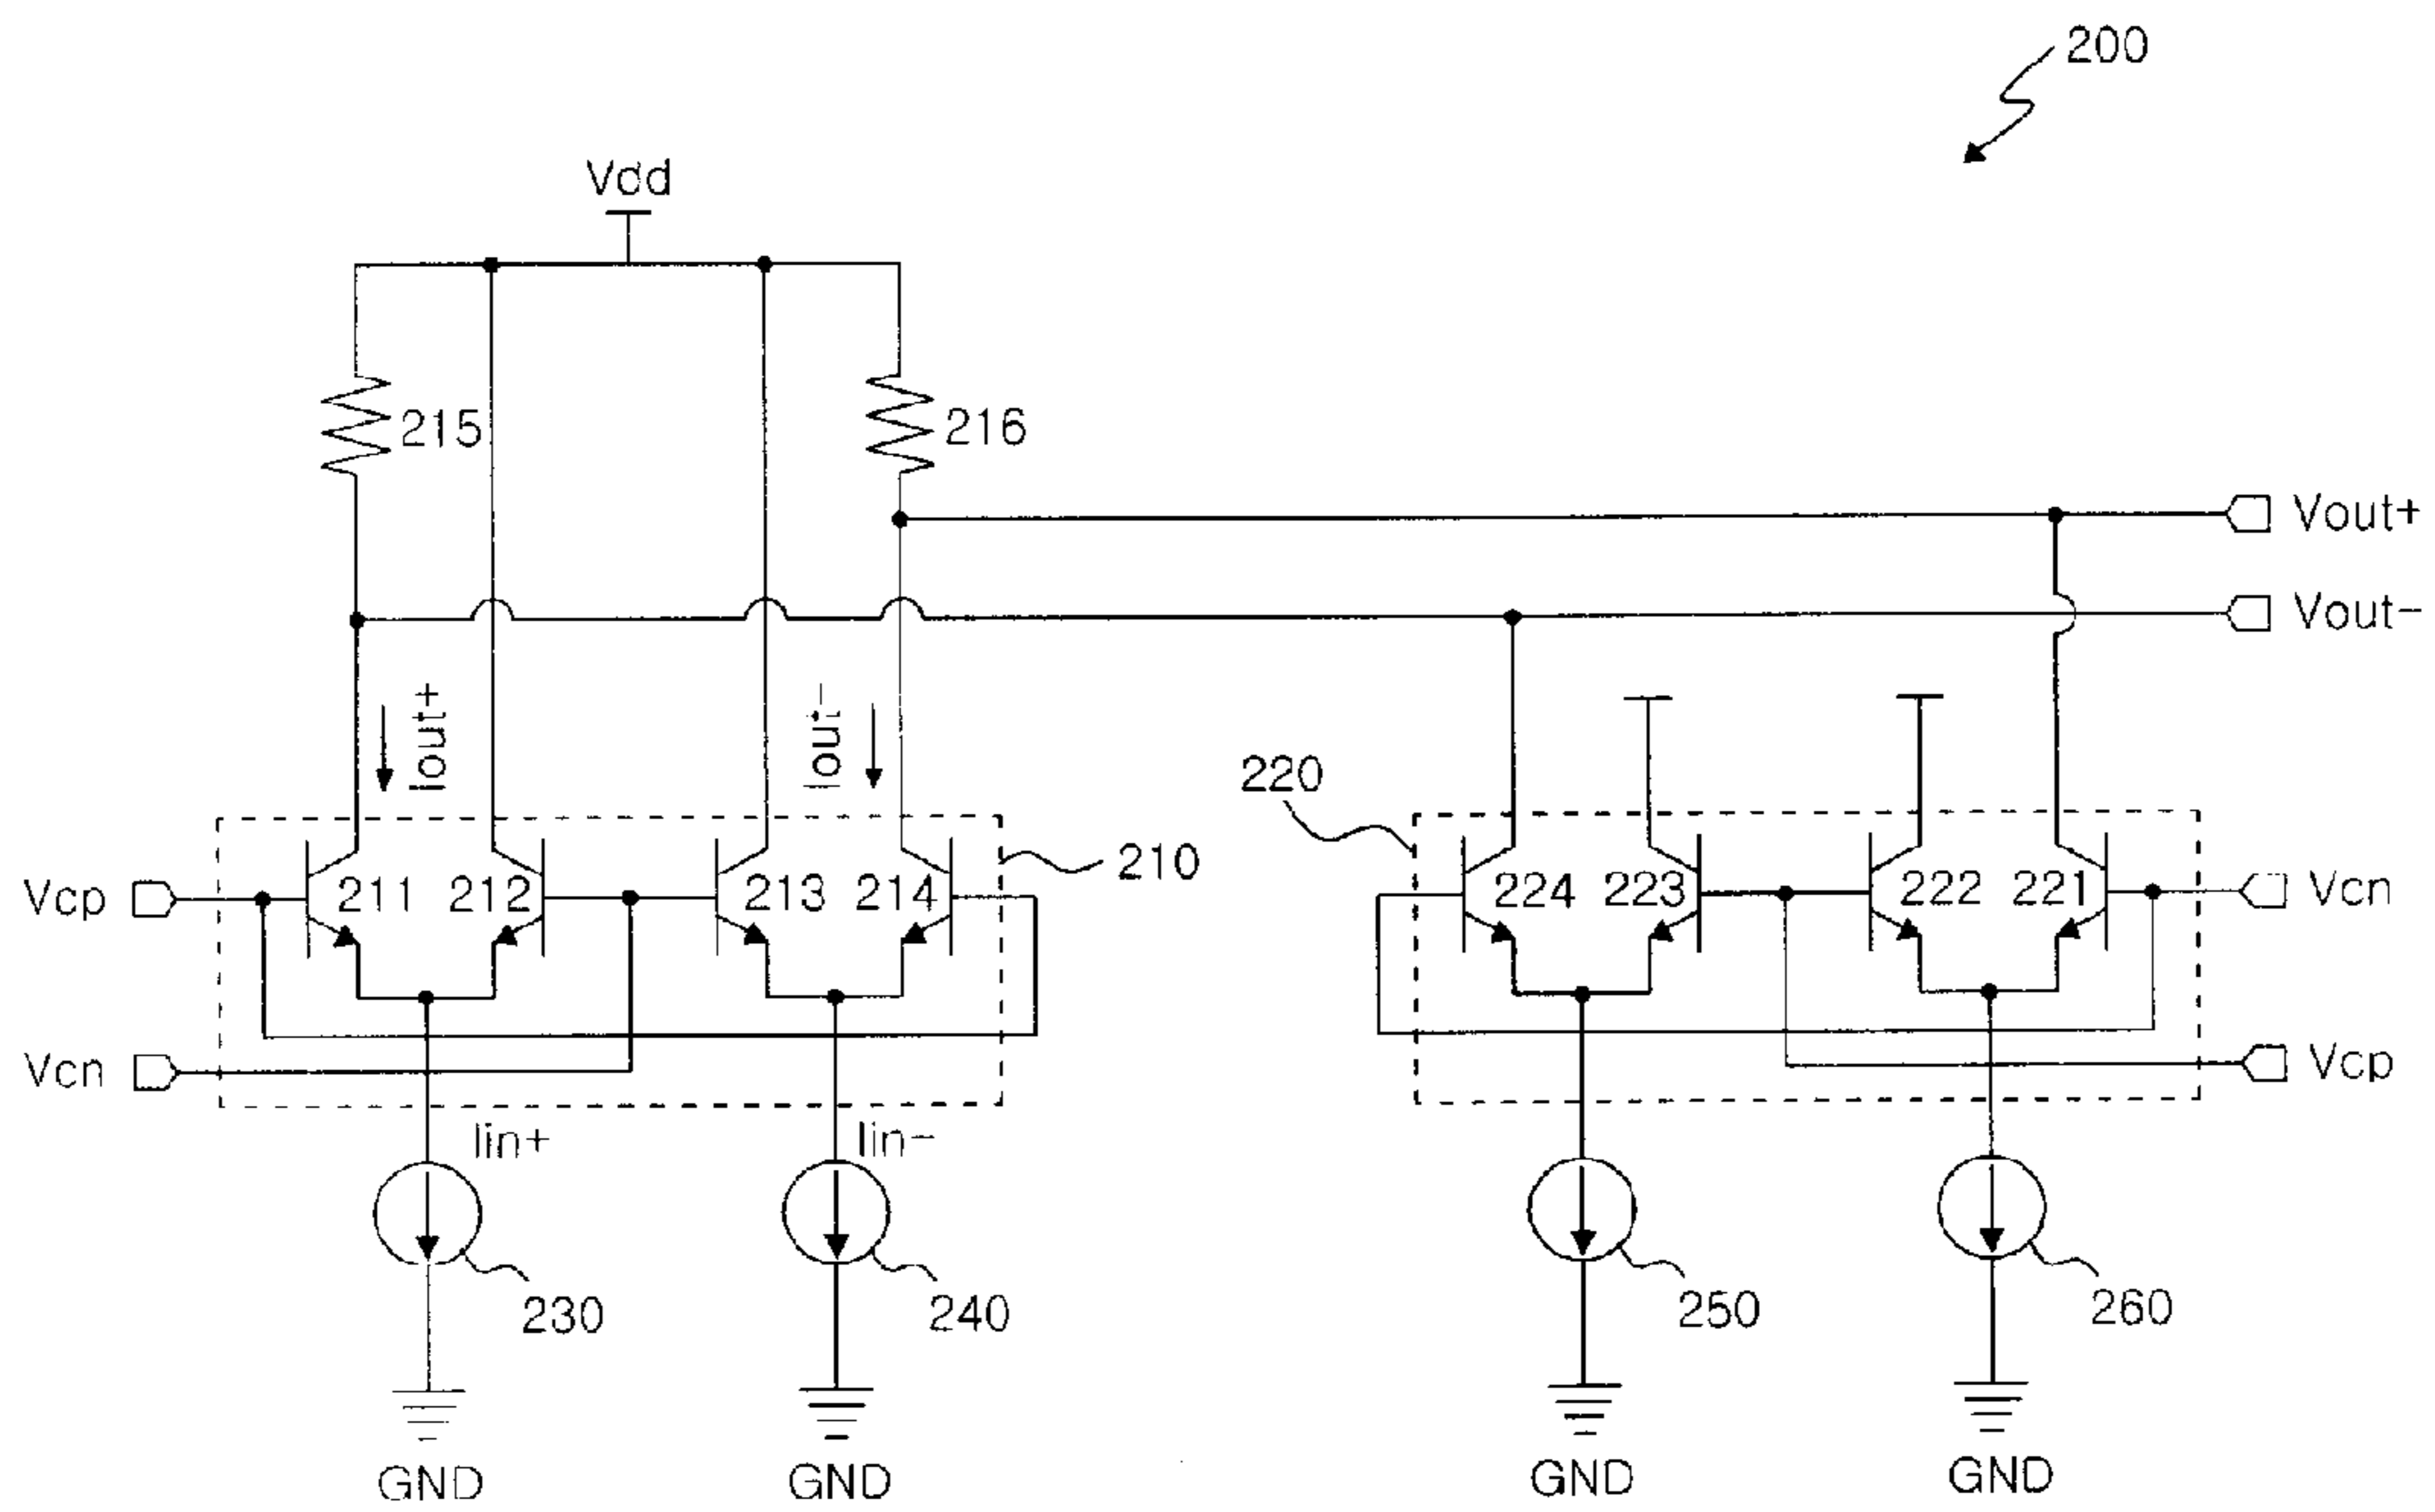 200
Vdd
215
216
Vout+
Vout-
Iout+
Iout-
220
210
Vcp
211
212
213
214
224
223
222
221
Vcn
Vcn
Vcp
Iin+
Iin-
230
240
250
260
GND
GND
GND
GND